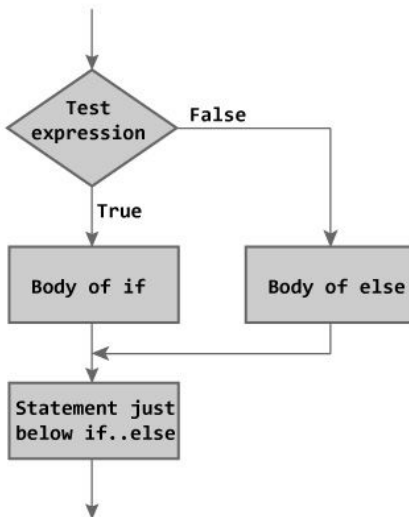 Test
expression
False
True
Body of if
Body of else
Statement just
below if..else